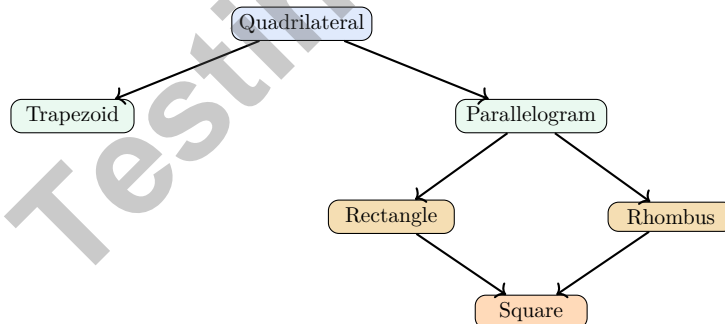 Quadrilateral
Trapezoid
Parallelogram
Rectangle
Rhombus
Square